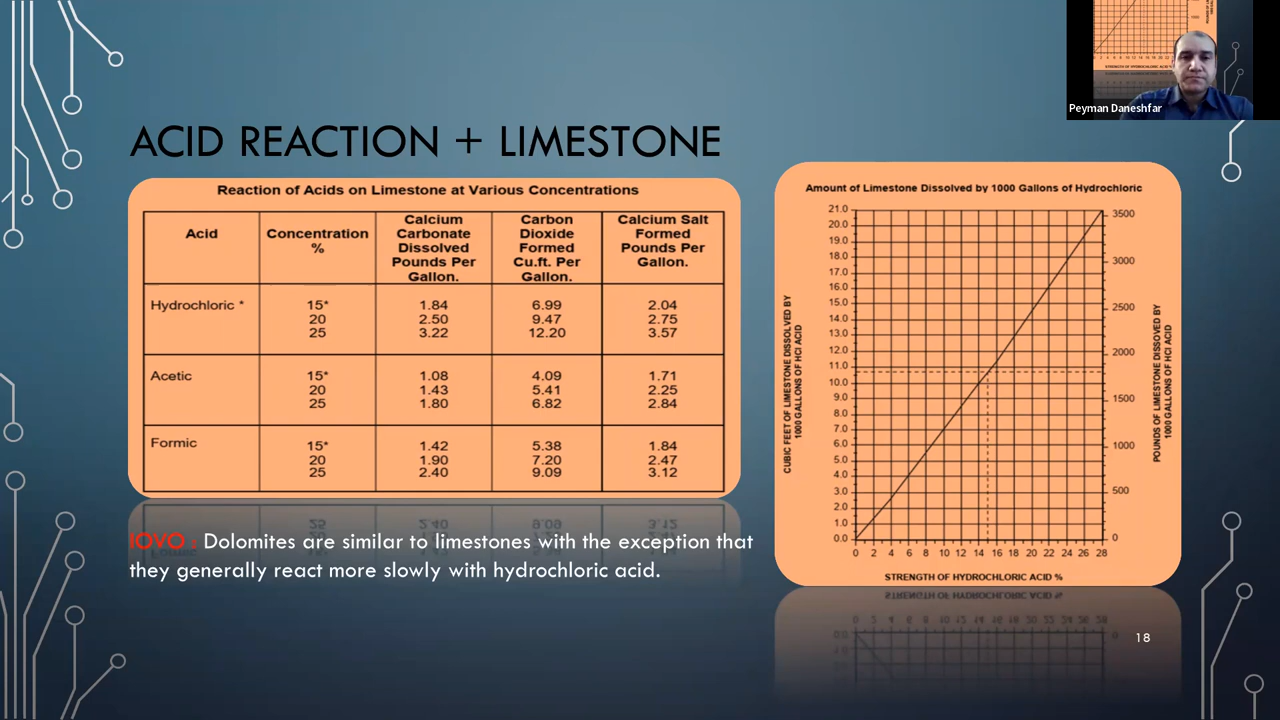 Peyman Daneshfar
ACID REACTION + LIMESTONE
Reaction of Acids on Limestone at Various Concentrations
Acid
Concentration
%
Calcium
Carbonate
Dissolved
Pounds Per
Gallon.
Carbon
Dioxide
Formed
Cu.ft. Per
Gallon.
Calcium Salt
Formed
Pounds Per
Gallon.
Hydrochloric * 15* 1.84 6.99 2.04
20 2.50 9.47 2.75
25 3.22 12.20 3.57
Acetic 15* 1.08 4.09 1.71
20 1.43 5.41 2.25
25 1.80 6.82 2.84
Formic 15* 1.42 5.38 1.84
20 1.90 7.20 2.47
25 2.40 9.09 3.12
IOVO : Dolomites are similar to limestones with the exception that
they generally react more slowly with hydrochloric acid.
Amount of Limestone Dissolved by 1000 Gallons of Hydrochloric
CUBIC FEET OF LIMESTONE DISSOLVED BY
1000 GALLONS OF HCI ACID
21.0
20.0
19.0
18.0
17.0
16.0
15.0
14.0
13.0
12.0
11.0
10.0
9.0
8.0
7.0
6.0
5.0
4.0
3.0
2.0
1.0
0.0
3500
3000
2500
2000
1500
1000
500
0
POUNDS OF LIMESTONE DISSOVED BY
1000 GALLONS OF HCI ACID
0 2 4 6 8 10 12 14 16 18 20 22 24 26 28
STRENGTH OF HYDROCHLORIC ACID %
18